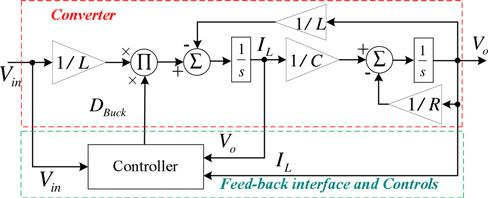 Converter
1/L
- I_L
V_o
V_in
1/L
×
∏
×
+
Σ
1/s
1/C
+
Σ
-
1/s
D_Buck
1/R
V_o
Controller
I_L
V_in
Feed-back interface and Controls